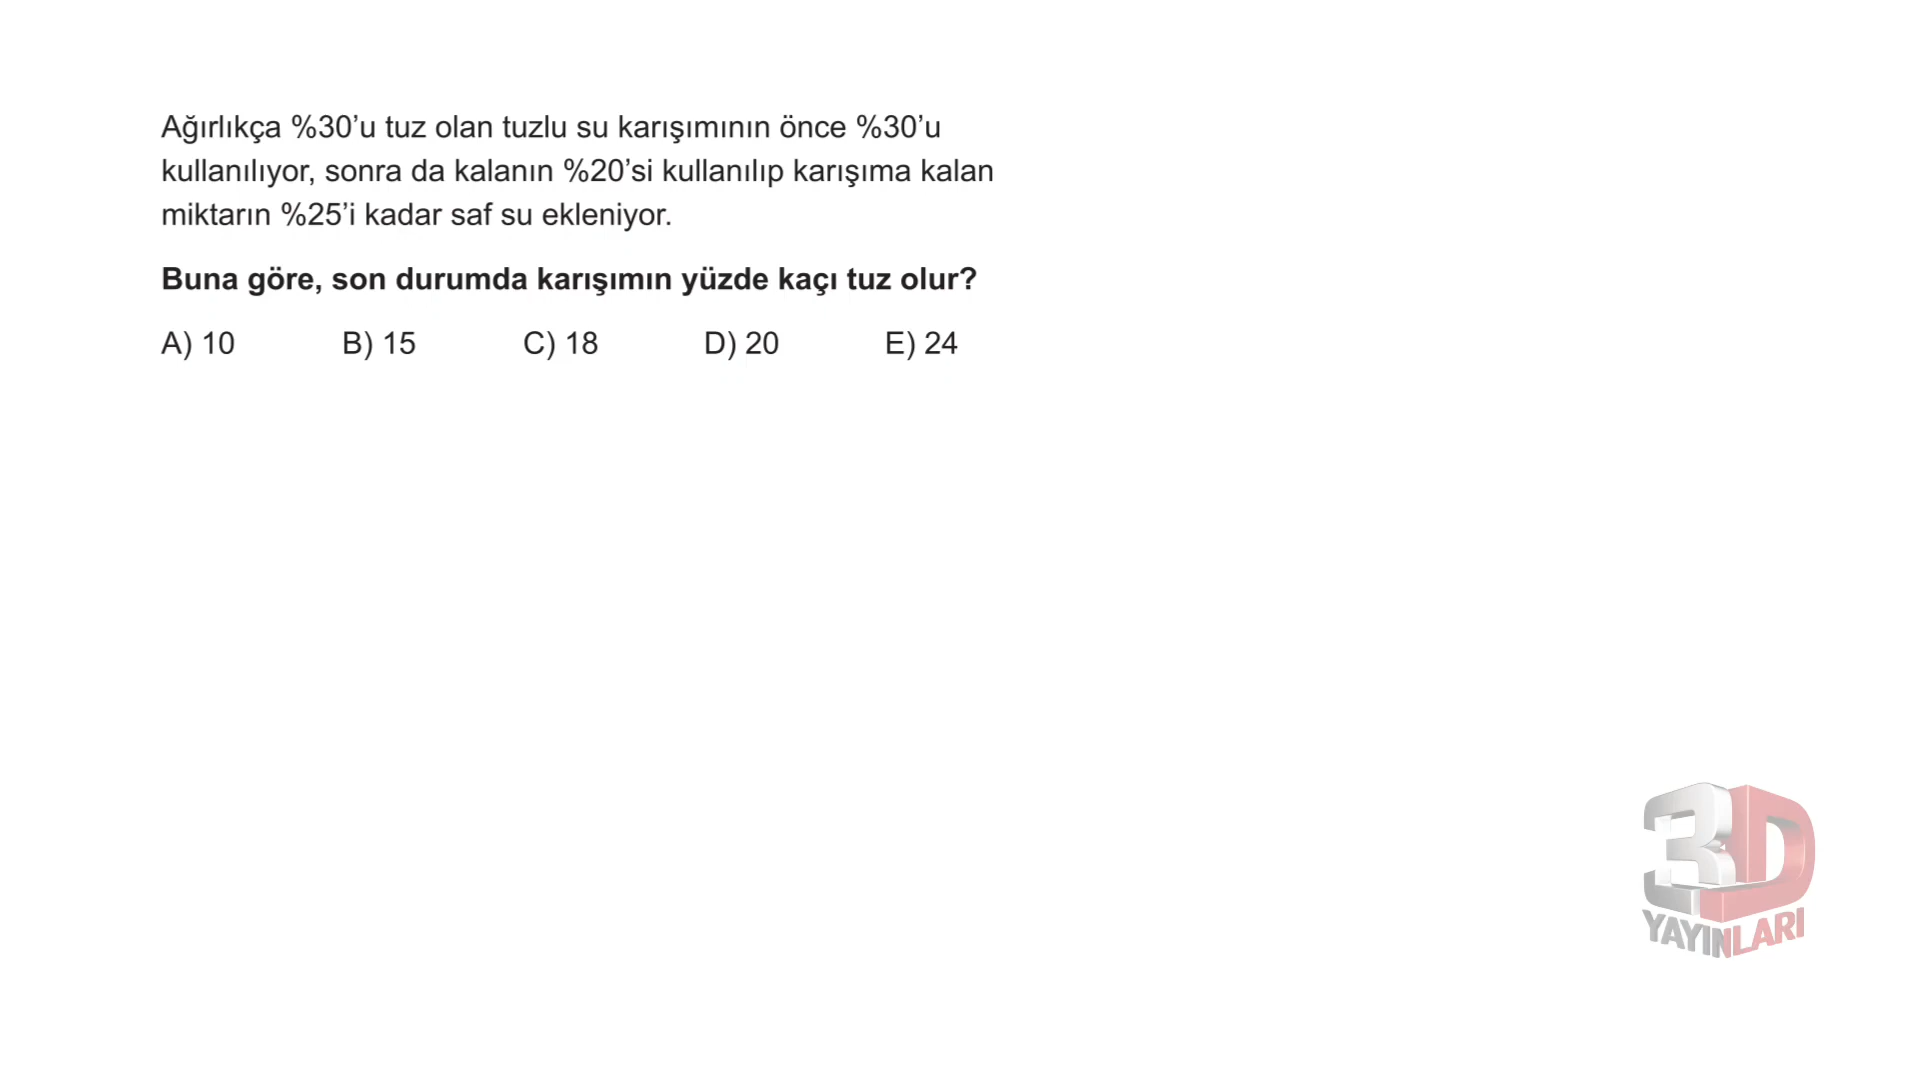 Ağırlıkça %30’u tuz olan tuzlu su karışımının önce %30’u
kullanılıyor, sonra da kalanın %20’si kullanılıp karışıma kalan
miktarın %25’i kadar saf su ekleniyor.
Buna göre, son durumda karışımın yüzde kaçı tuz olur?
A) 10 B) 15 C) 18 D) 20 E) 24
3D
YAYINLARI